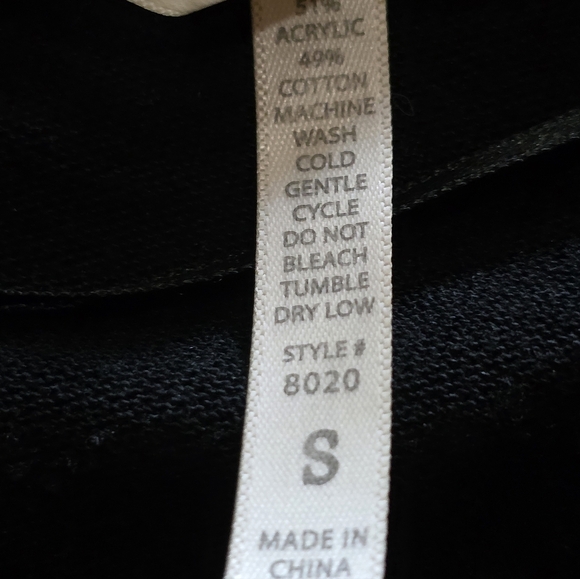 51%
ACRYLIC
49%
COTTON
MACHINE
WASH
COLD
GENTLE
CYCLE
DO NOT
BLEACH
TUMBLE
DRY LOW
STYLE #
8020
S
MADE IN
CHINA